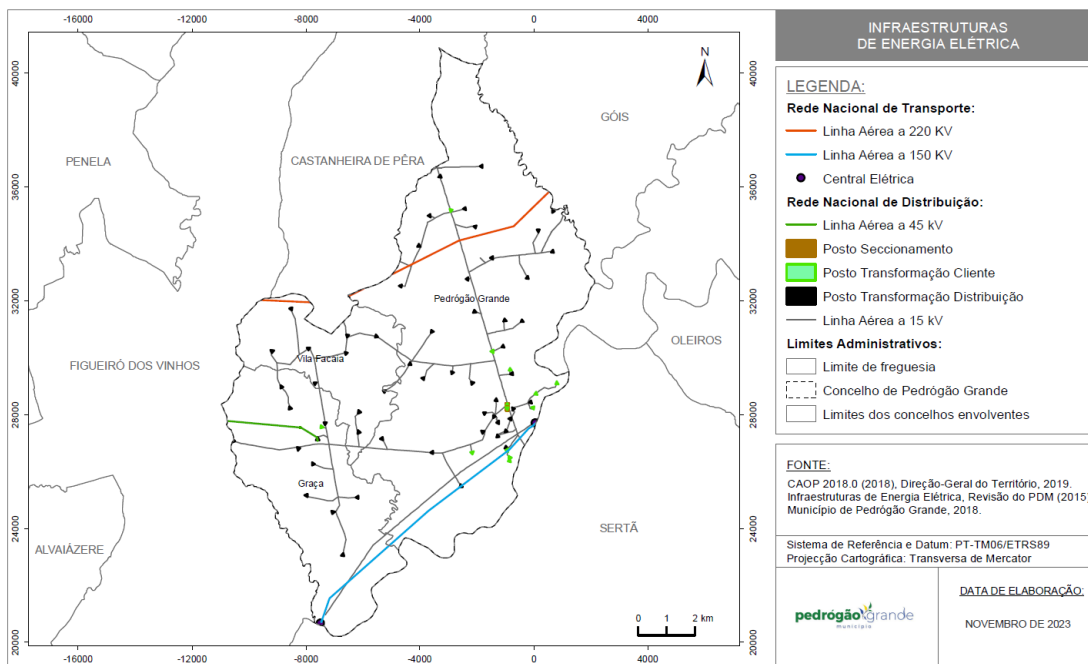 -16000 -12000 -8000 -4000 0 4000
INFRAESTRUTURAS
DE ENERGIA ELÉTRICA
40000
36000
32000
28000
24000
20000
40000
36000
32000
28000
24000
20000
N
GÓIS
PENELA
CASTANHEIRA DE PÊRA
Pedrógão Grande
OLEIROS
Vila Facaia
FIGUEIRÓ DOS VINHOS
Graça
SERTÃ
ALVAIÁZERE
0 1 2 km
-16000 -12000 -8000 -4000 0 4000
LEGENDA:
Rede Nacional de Transporte:
Linha Aérea a 220 KV
Linha Aérea a 150 KV
Central Elétrica
Rede Nacional de Distribuição:
Linha Aérea a 45 kV
Posto Seccionamento
Posto Transformação Cliente
Posto Transformação Distribuição
Linha Aérea a 15 kV
Limites Administrativos:
Limite de freguesia
Concelho de Pedrógão Grande
Limites dos concelhos envolventes
FONTE:
CAOP 2018.0 (2018), Direção-Geral do Território, 2019.
Infraestruturas de Energia Elétrica, Revisão do PDM (2015)
Município de Pedrógão Grande, 2018.
Sistema de Referência e Datum: PT-TM06/ETRS89
Projecção Cartográfica: Transversa de Mercator
pedrógão grande
município
DATA DE ELABORAÇÃO:
NOVEMBRO DE 2023